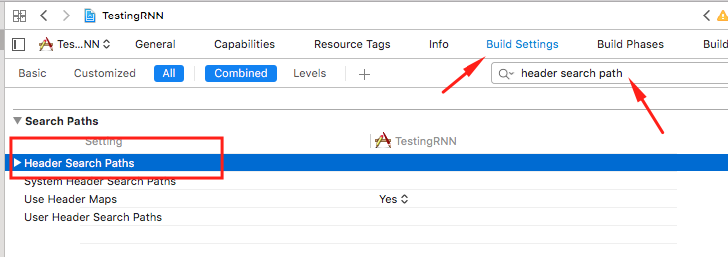 TestingRNN
Tes...NN General Capabilities Resource Tags Info Build Settings Build Phases Build
Basic Customized All Combined Levels + header search path
Search Paths
Setting TestingRNN
Header Search Paths
System Header Search Paths
Use Header Maps Yes
User Header Search Paths